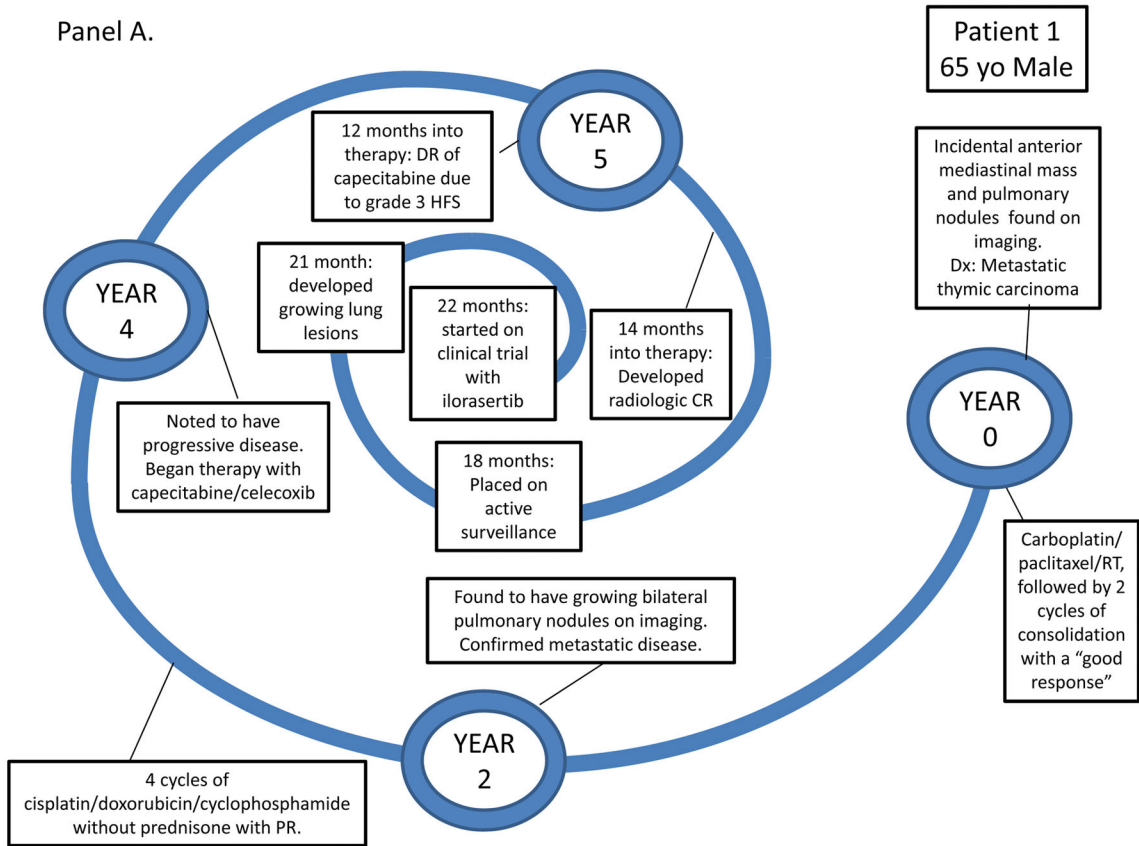 Panel A.
Patient 1
65 yo Male
Incidental anterior
mediastinal mass
and pulmonary
nodules found on
imaging.
Dx: Metastatic
thymic carcinoma
YEAR
0
Carboplatin/
paclitaxel/RT,
followed by 2
cycles of
consolidation
with a “good
response”
Found to have growing bilateral
pulmonary nodules on imaging.
Confirmed metastatic disease.
YEAR
2
4 cycles of
cisplatin/doxorubicin/cyclophosphamide
without prednisone with PR.
YEAR
4
Noted to have
progressive disease.
Began therapy with
capecitabine/celecoxib
YEAR
5
12 months into
therapy: DR of
capecitabine due
to grade 3 HFS
14 months
into therapy:
Developed
radiologic CR
18 months:
Placed on
active
surveillance
21 month:
developed
growing lung
lesions
22 months:
started on
clinical trial
with
ilorasertib